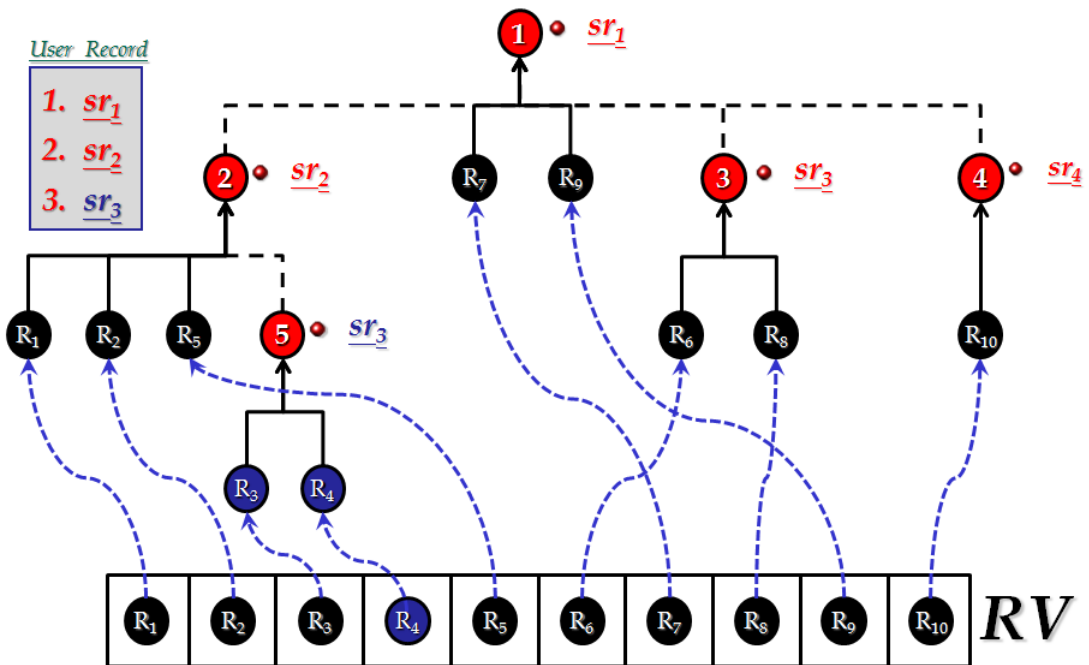 1 sr1
User Record
1. sr1
2. sr2
3. sr3
2 sr2 R7 R9 3 sr3 4 sr4
R1 R2 R5 5 sr3 R6 R8 R10
R3 R4
R1 R2 R3 R4 R5 R6 R7 R8 R9 R10 RV